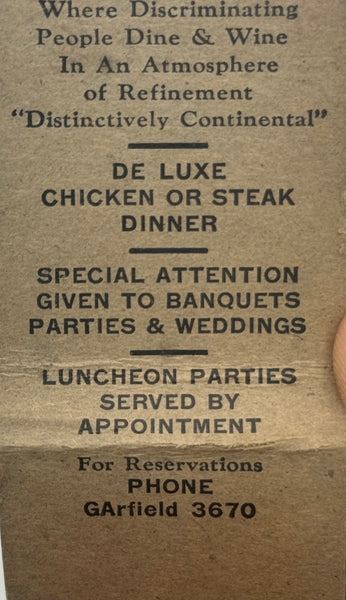 Where Discriminating
People Dine & Wine
In An Atmosphere
of Refinement
"Distinctively Continental"
DE LUXE
CHICKEN OR STEAK
DINNER
SPECIAL ATTENTION
GIVEN TO BANQUETS
PARTIES & WEDDINGS
LUNCHEON PARTIES
SERVED BY
APPOINTMENT
For Reservations
PHONE
GArfield 3670